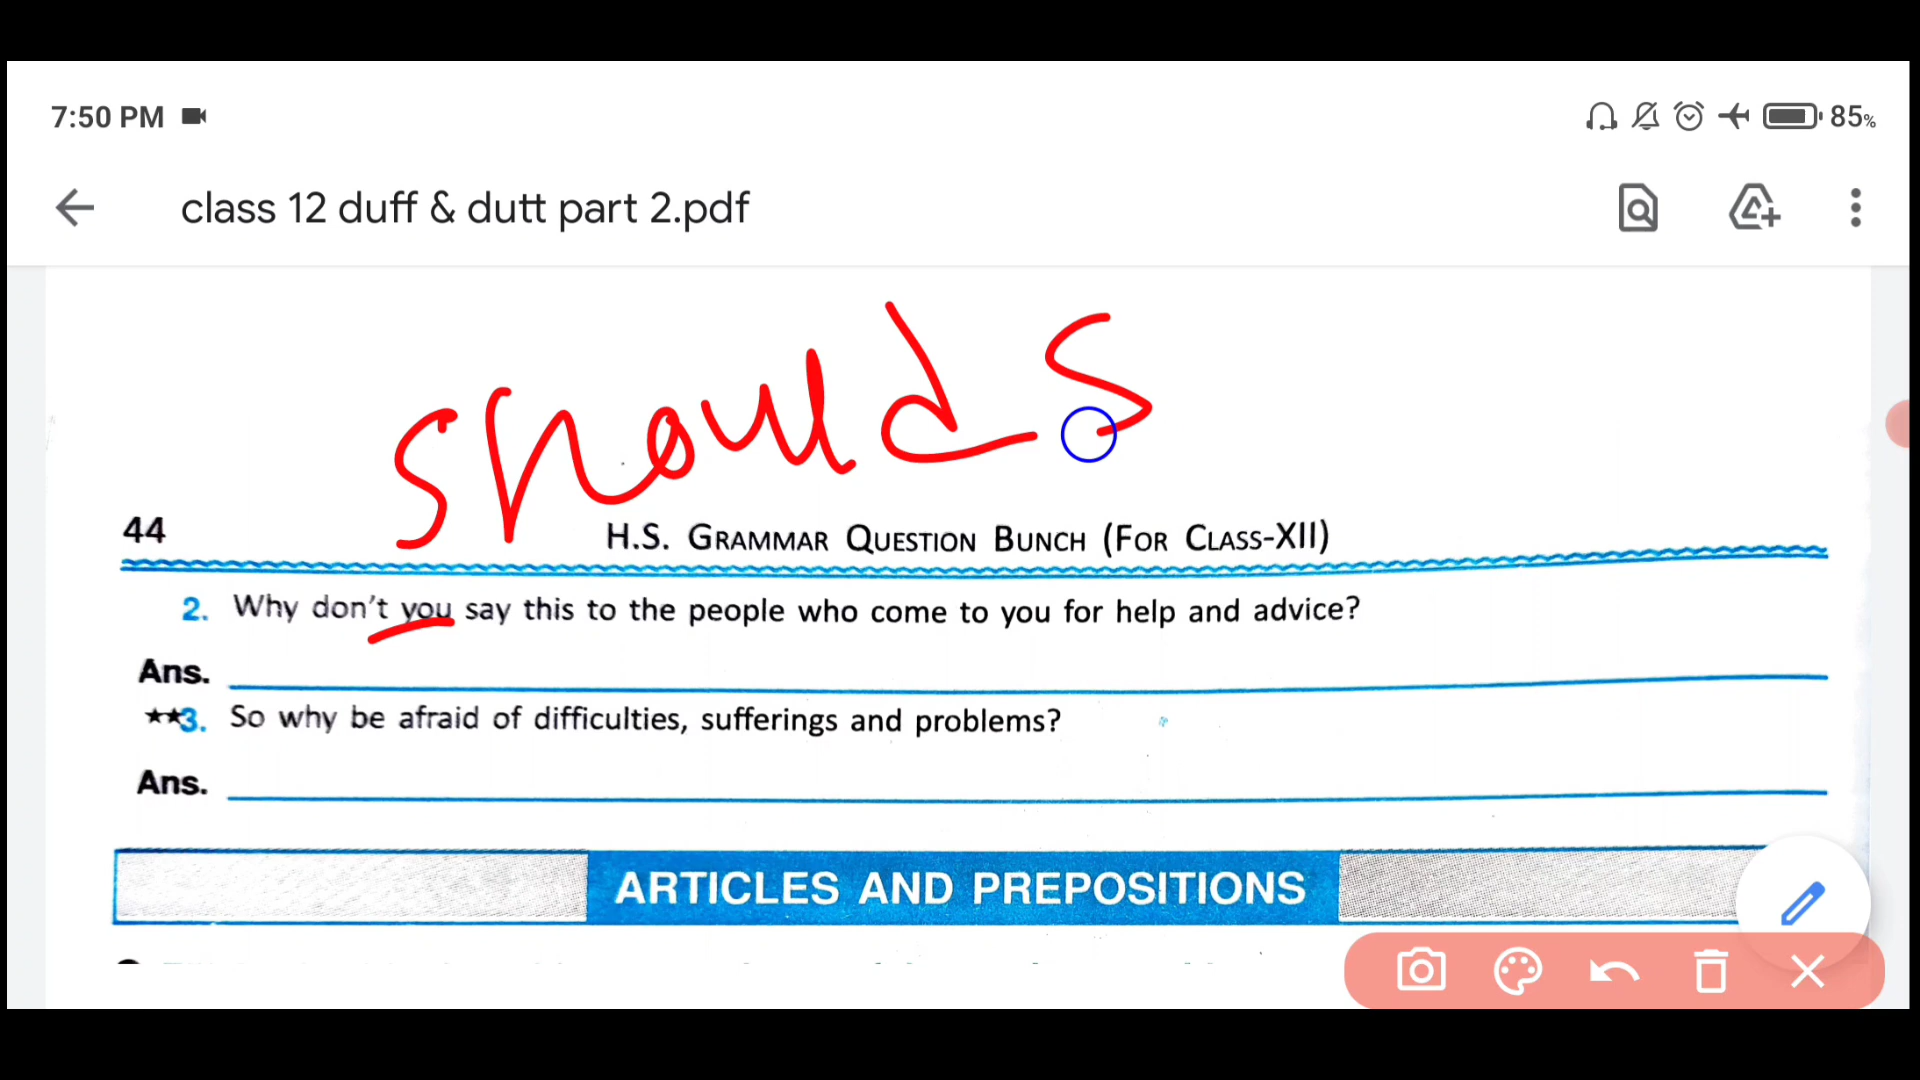 7:50 PM 85%
class 12 duff & dutt part 2.pdf
should s
44 H.S. GRAMMAR QUESTION BUNCH (FOR CLASS-XII)
2. Why don't you say this to the people who come to you for help and advice?
Ans.
★★3. So why be afraid of difficulties, sufferings and problems?
Ans.
ARTICLES AND PREPOSITIONS